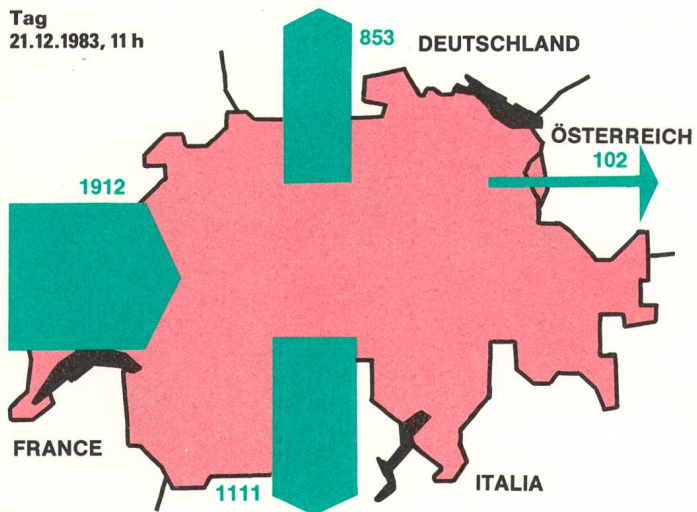 Tag
21.12.1983, 11 h
853
DEUTSCHLAND
ÖSTERREICH
102
1912
FRANCE
1111
ITALIA